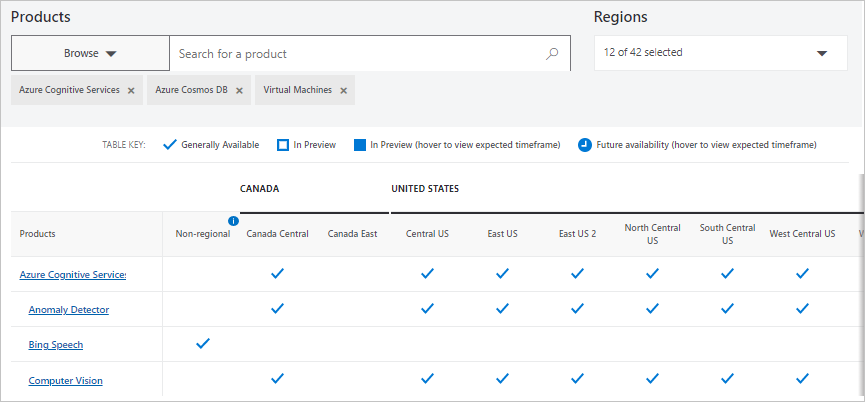 Products
Regions
Browse
Search for a product
12 of 42 selected
Azure Cognitive Services ×
Azure Cosmos DB ×
Virtual Machines ×
TABLE KEY:
Generally Available
In Preview
In Preview (hover to view expected timeframe)
Future availability (hover to view expected timeframe)
CANADA
UNITED STATES
Products
Non-regional
i
Canada Central
Canada East
Central US
East US
East US 2
North Central
US
South Central
US
West Central US
Azure Cognitive Services
Anomaly Detector
Bing Speech
Computer Vision